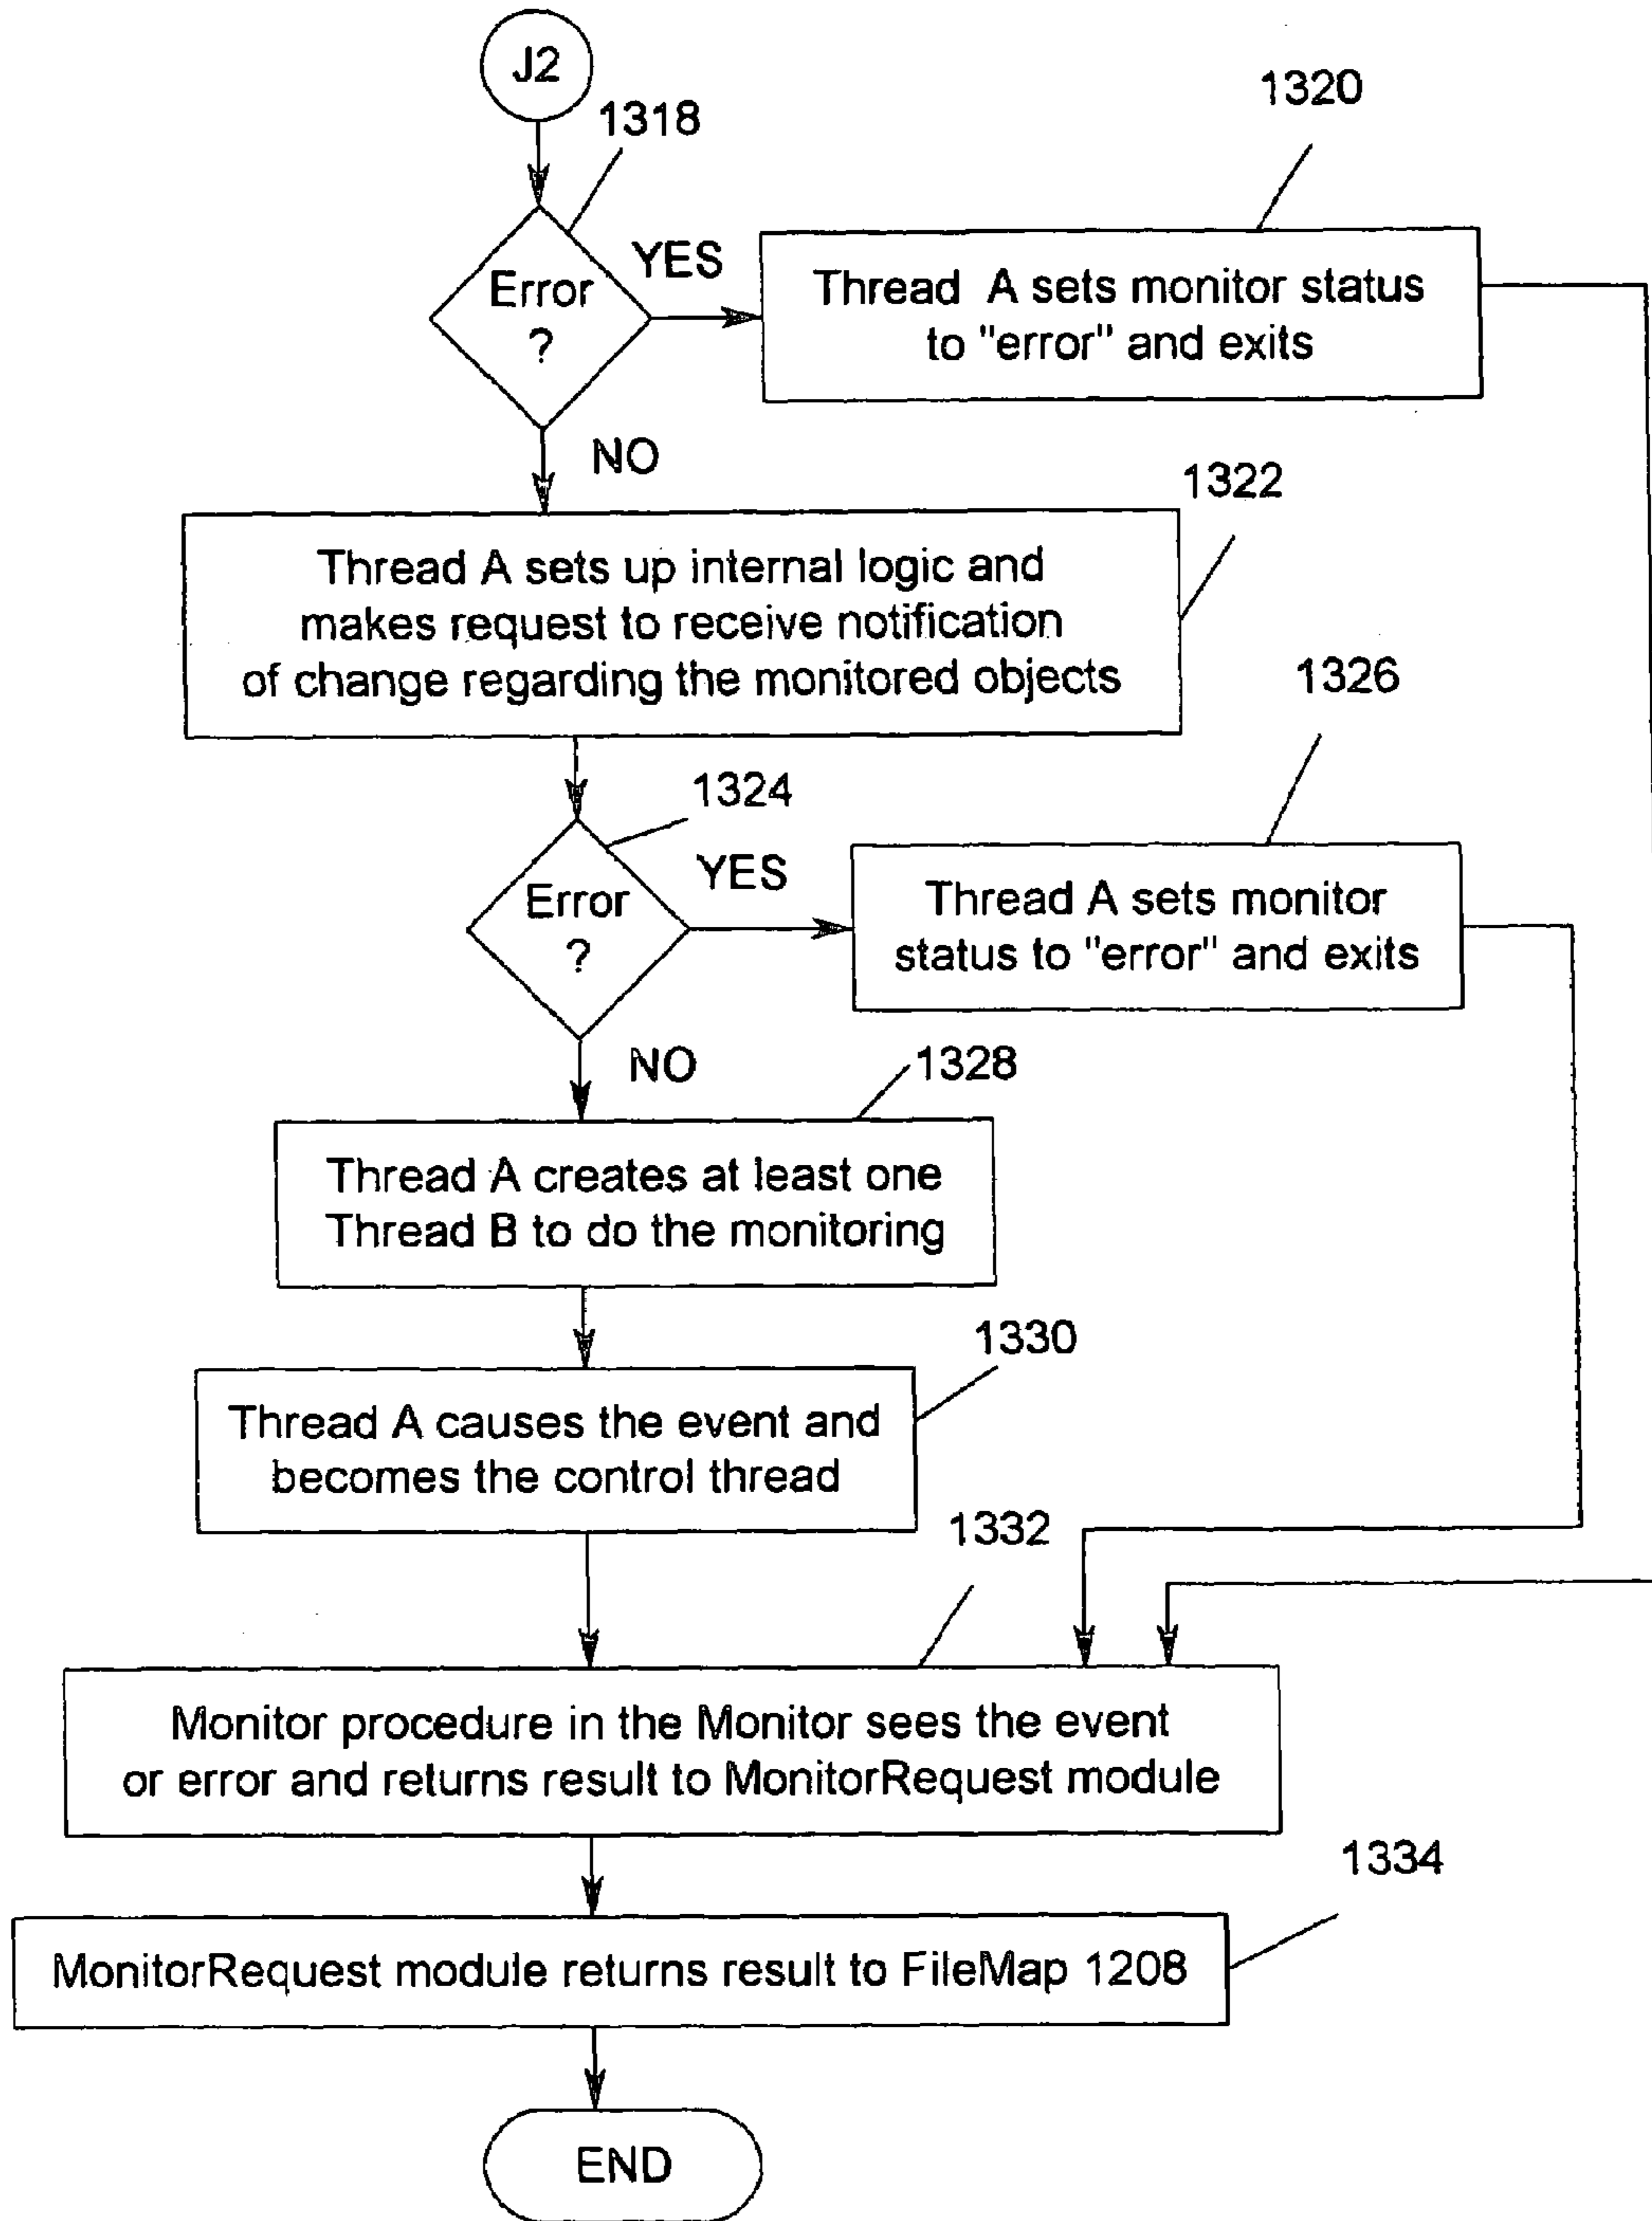 J2
1318
1320
Error
?
YES
Thread A sets monitor status
to "error" and exits
NO
1322
Thread A sets up internal logic and
makes request to receive notification
of change regarding the monitored objects
1324
1326
Error
?
YES
Thread A sets monitor
status to "error" and exits
NO
1328
Thread A creates at least one
Thread B to do the monitoring
1330
Thread A causes the event and
becomes the control thread
1332
Monitor procedure in the Monitor sees the event
or error and returns result to MonitorRequest module
1334
MonitorRequest module returns result to FileMap 1208
END